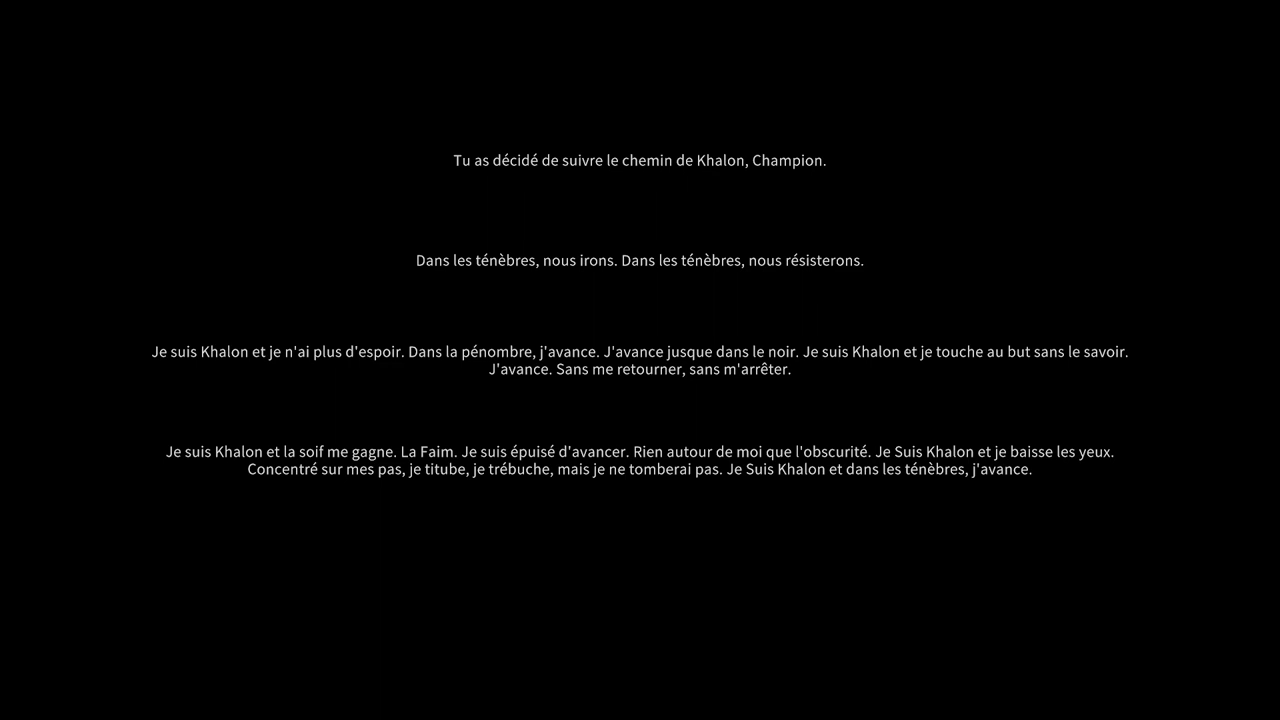 Tu as décidé de suivre le chemin de Khalon, Champion.
Dans les ténèbres, nous irons. Dans les ténèbres, nous résisterons.
Je suis Khalon et je n'ai plus d'espoir. Dans la pénombre, j'avance. J'avance jusque dans le noir. Je suis Khalon et je touche au but sans le savoir.
J'avance. Sans me retourner, sans m'arrêter.
Je suis Khalon et la soif me gagne. La Faim. Je suis épuisé d'avancer. Rien autour de moi que l'obscurité. Je Suis Khalon et je baisse les yeux.
Concentré sur mes pas, je titube, je trébuche, mais je ne tomberai pas. Je Suis Khalon et dans les ténèbres, j'avance.